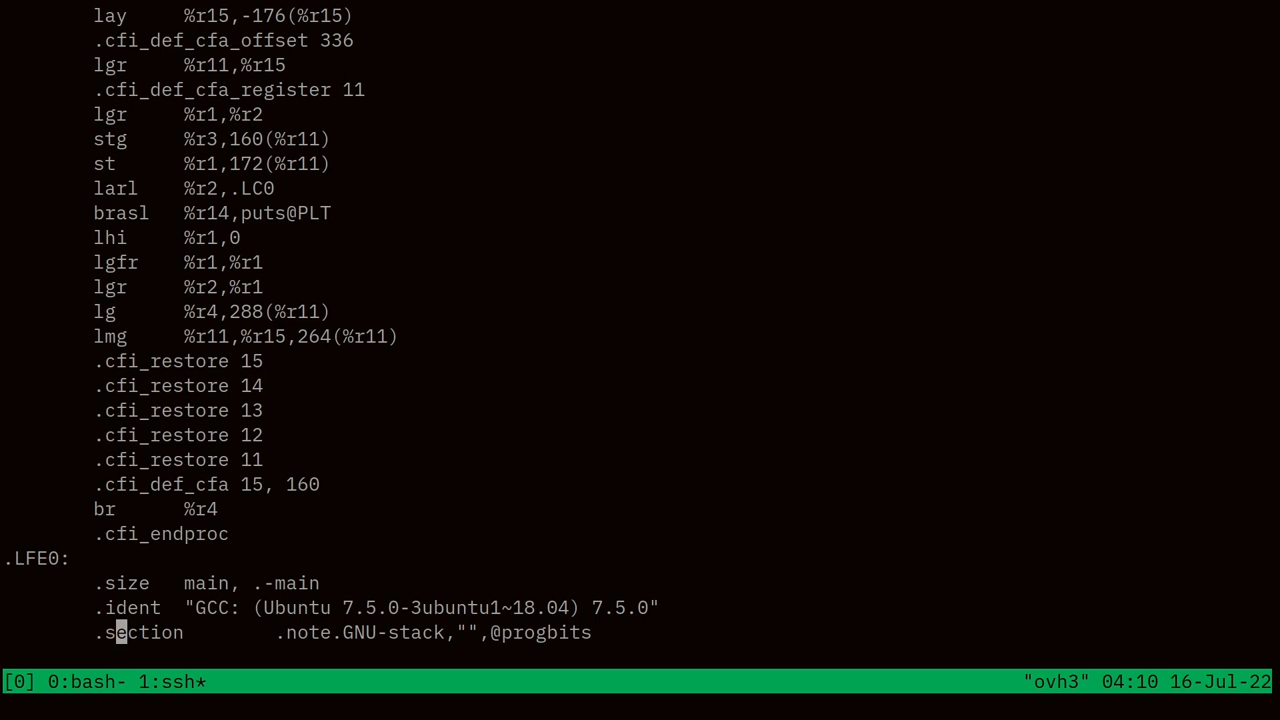 lay %r15,-176(%r15)
.cfi_def_cfa_offset 336
lgr %r11,%r15
.cfi_def_cfa_register 11
lgr %r1,%r2
stg %r3,160(%r11)
st %r1,172(%r11)
larl %r2,.LC0
brasl %r14,puts@PLT
lhi %r1,0
lgfr %r1,%r1
lgr %r2,%r1
lg %r4,288(%r11)
lmg %r11,%r15,264(%r11)
.cfi_restore 15
.cfi_restore 14
.cfi_restore 13
.cfi_restore 12
.cfi_restore 11
.cfi_def_cfa 15, 160
br %r4
.cfi_endproc
.LFE0:
.size main, .-main
.ident "GCC: (Ubuntu 7.5.0-3ubuntu1~18.04) 7.5.0"
.section .note.GNU-stack,"",@progbits
[0] 0:bash- 1:ssh* "ovh3" 04:10 16-Jul-22